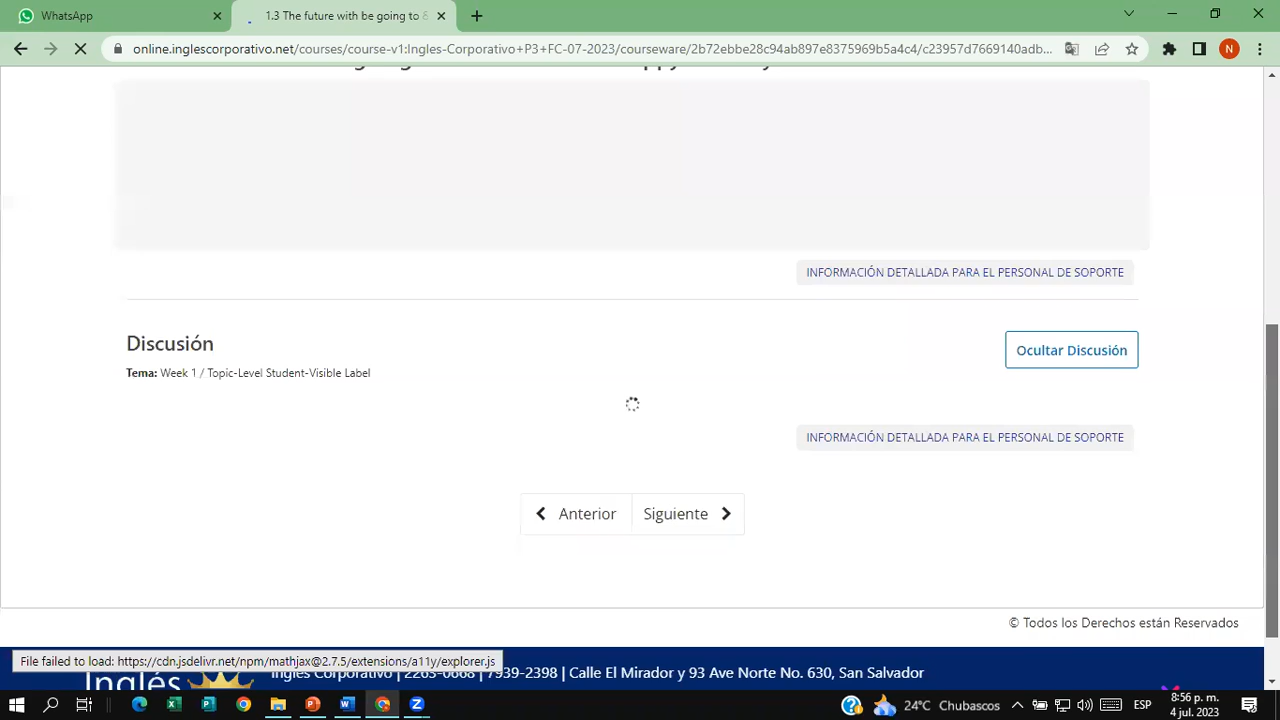 WhatsApp
1.3 The future with be going to &
online.inglescorporativo.net/courses/course-v1:Ingles-Corporativo+P3+FC-07-2023/courseware/2b72ebbe28c94ab897e8375969b5a4c4/c23957d7669140adb...
N
INFORMACIÓN DETALLADA PARA EL PERSONAL DE SOPORTE
Discusión
Ocultar Discusión
Tema: Week 1 / Topic-Level Student-Visible Label
INFORMACIÓN DETALLADA PARA EL PERSONAL DE SOPORTE
Anterior
Siguiente
© Todos los Derechos están Reservados
File failed to load: https://cdn.jsdelivr.net/npm/mathjax@2.7.5/extensions/a11y/explorer.js
Inglés Corporativo | 2263-0668 | 7939-2398 | Calle El Mirador y 93 Ave Norte No. 630, San Salvador
Inglés
24°C Chubascos
8:56 p. m.
4 jul. 2023